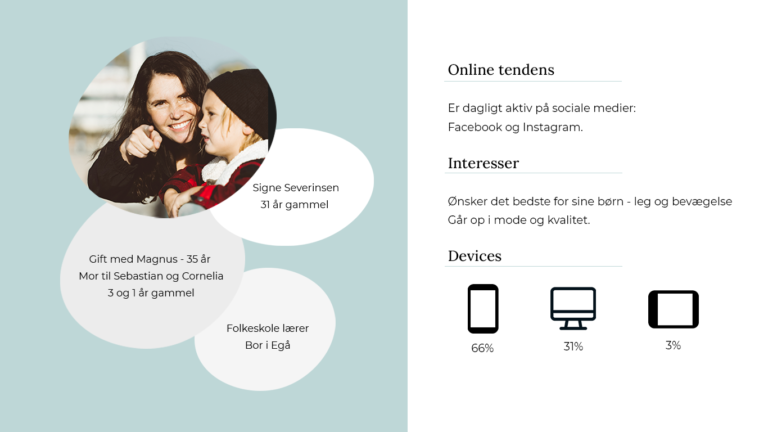 Signe Severinsen
31 år gammel
Gift med Magnus - 35 år
Mor til Sebastian og Cornelia
3 og 1 år gammel
Folkeskole lærer
Bor i Egå
Online tendens
Er dagligt aktiv på sociale medier:
Facebook og Instagram.
Interesser
Ønsker det bedste for sine børn - leg og bevægelse
Går op i mode og kvalitet.
Devices
66%
31%
3%